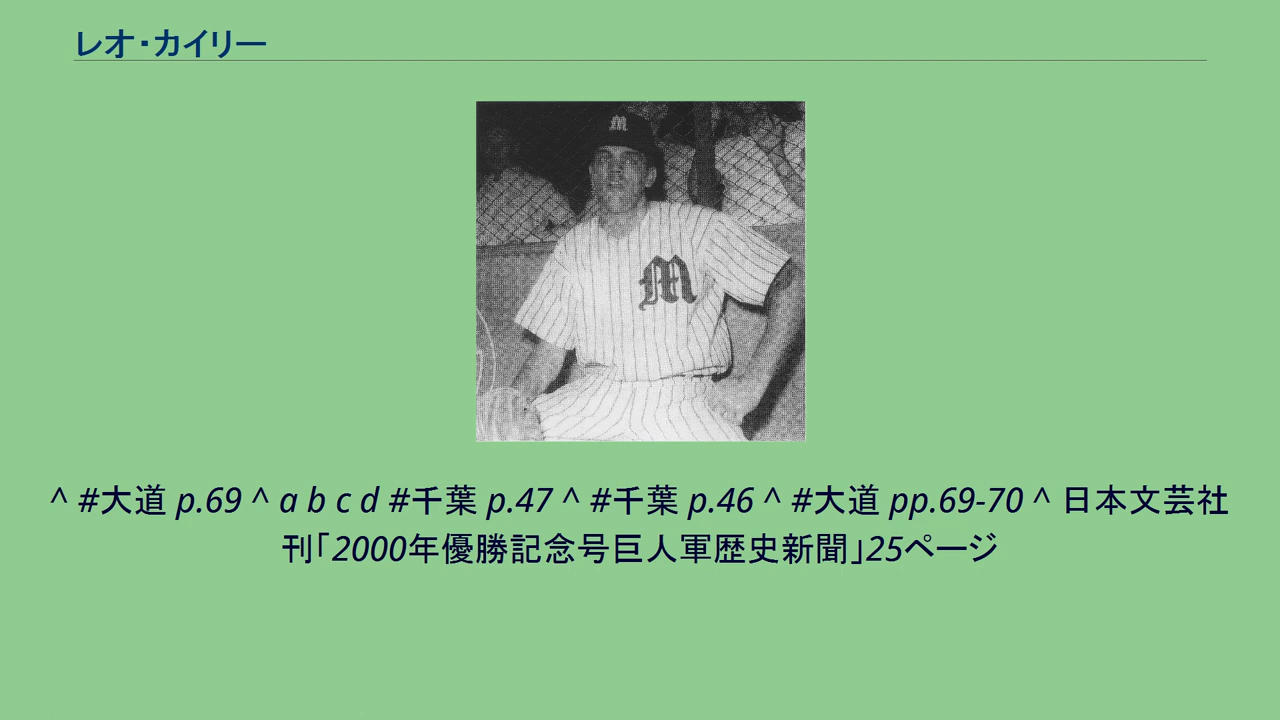 レオ・カイリー
M
M
^ #大道 p.69 ^ a b c d #千葉 p.47 ^ #千葉 p.46 ^ #大道 pp.69-70 ^ 日本文芸社
刊「2000年優勝記念号巨人軍歴史新聞」25ページ